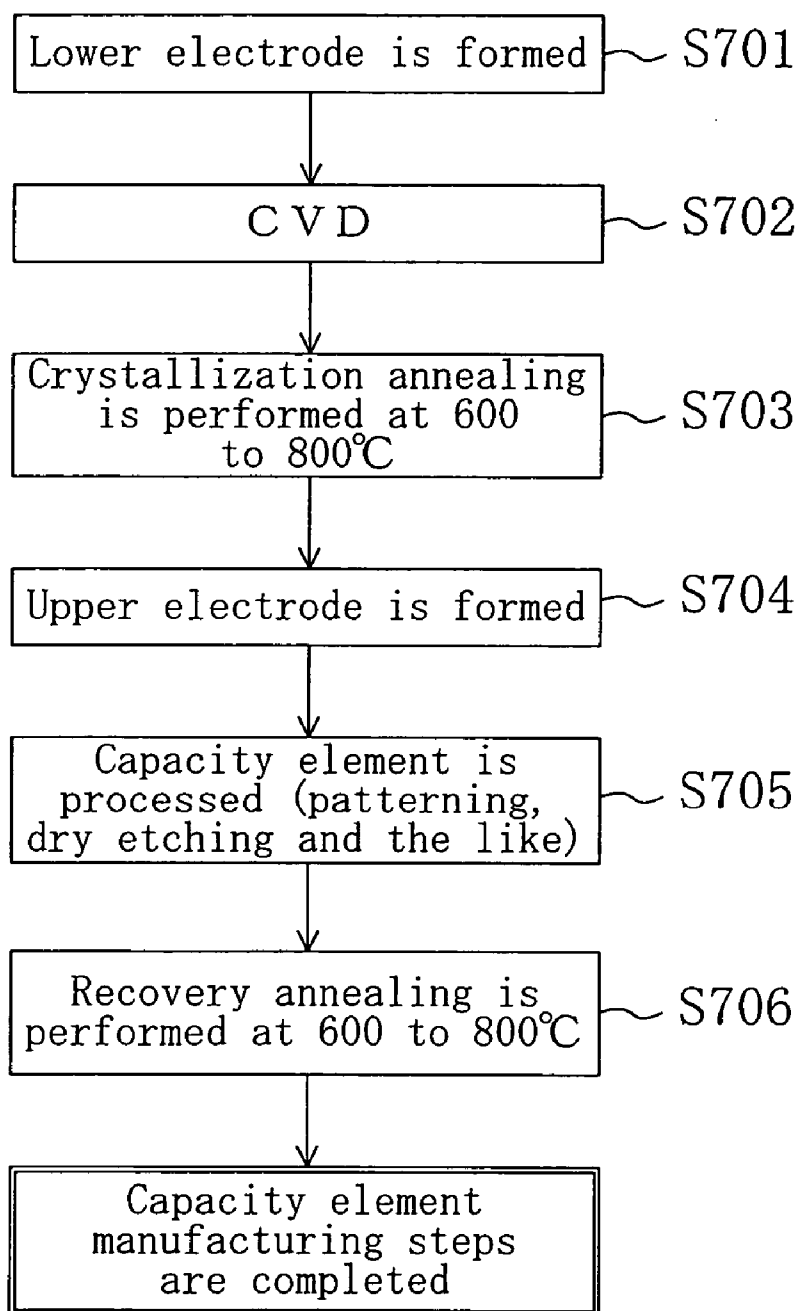 Lower electrode is formed S701
CVD S702
Crystallization annealing
is performed at 600
to 800℃
S703
Upper electrode is formed S704
Capacity element is
processed (patterning,
dry etching and the like)
S705
Recovery annealing is
performed at 600 to 800℃
S706
Capacity element
manufacturing steps
are completed